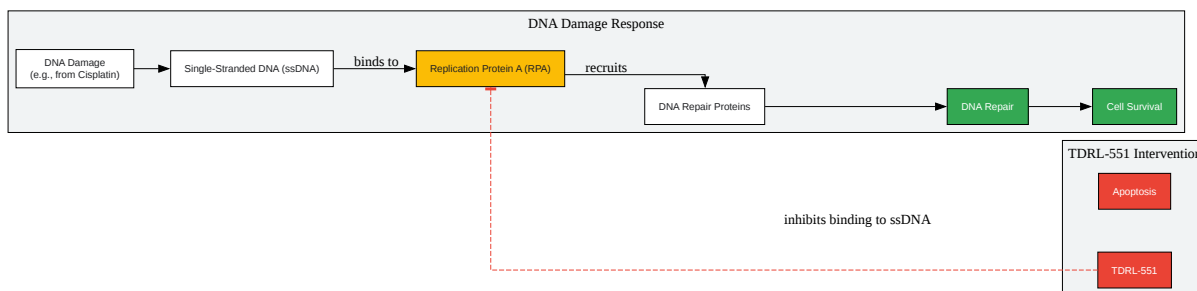 DNA Damage Response
DNA Damage
(e.g., from Cisplatin)
Single-Stranded DNA (ssDNA)
binds to
Replication Protein A (RPA)
recruits
DNA Repair Proteins
DNA Repair
Cell Survival
TDRL-551 Intervention
Apoptosis
inhibits binding to ssDNA
TDRL-551